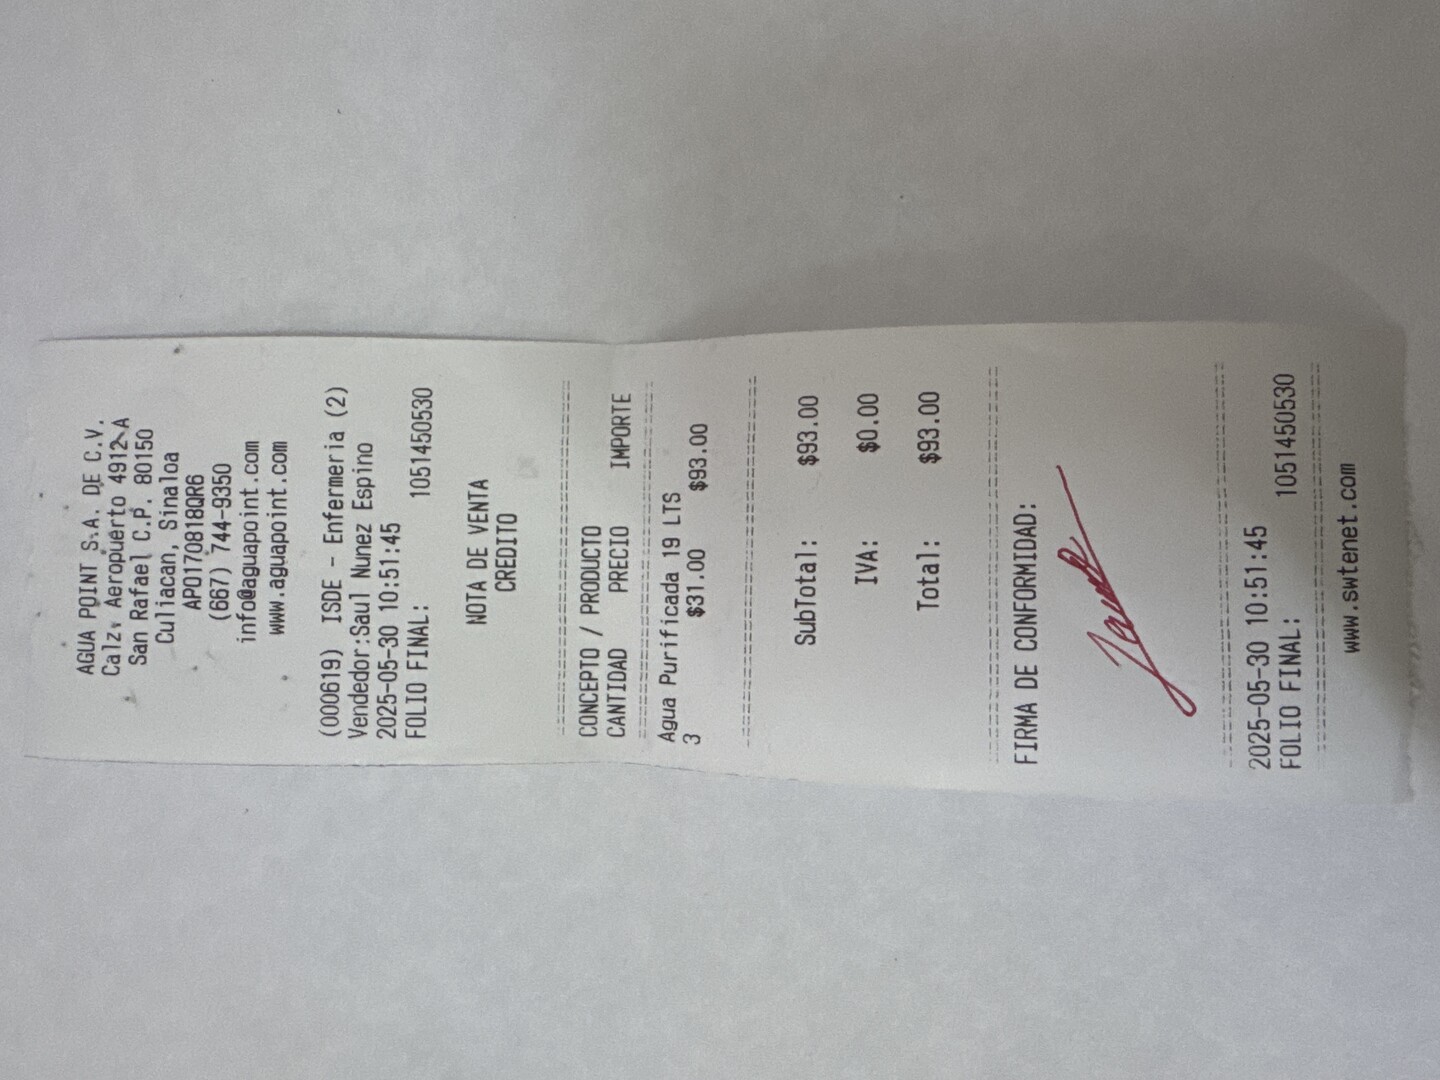 AGUA POINT S.A. DE C.V.
Calz. Aeropuerto 4912-A
San Rafael C.P. 80150
Culiacan, Sinaloa
APO170818QR6
(667) 744-9350
info@aguapoint.com
www.aguapoint.com
(000619) ISDE - Enfermeria (2)
Vendedor:Saul Nunez Espino
2025-05-30 10:51:45
FOLIO FINAL: 1051450530
NOTA DE VENTA
CREDITO
CONCEPTO / PRODUCTO
CANTIDAD PRECIO IMPORTE
Agua Purificada 19 LTS
3 $31.00 $93.00
SubTotal: $93.00
IVA: $0.00
Total: $93.00
FIRMA DE CONFORMIDAD:
2025-05-30 10:51:45
FOLIO FINAL: 1051450530
www.swtenet.com